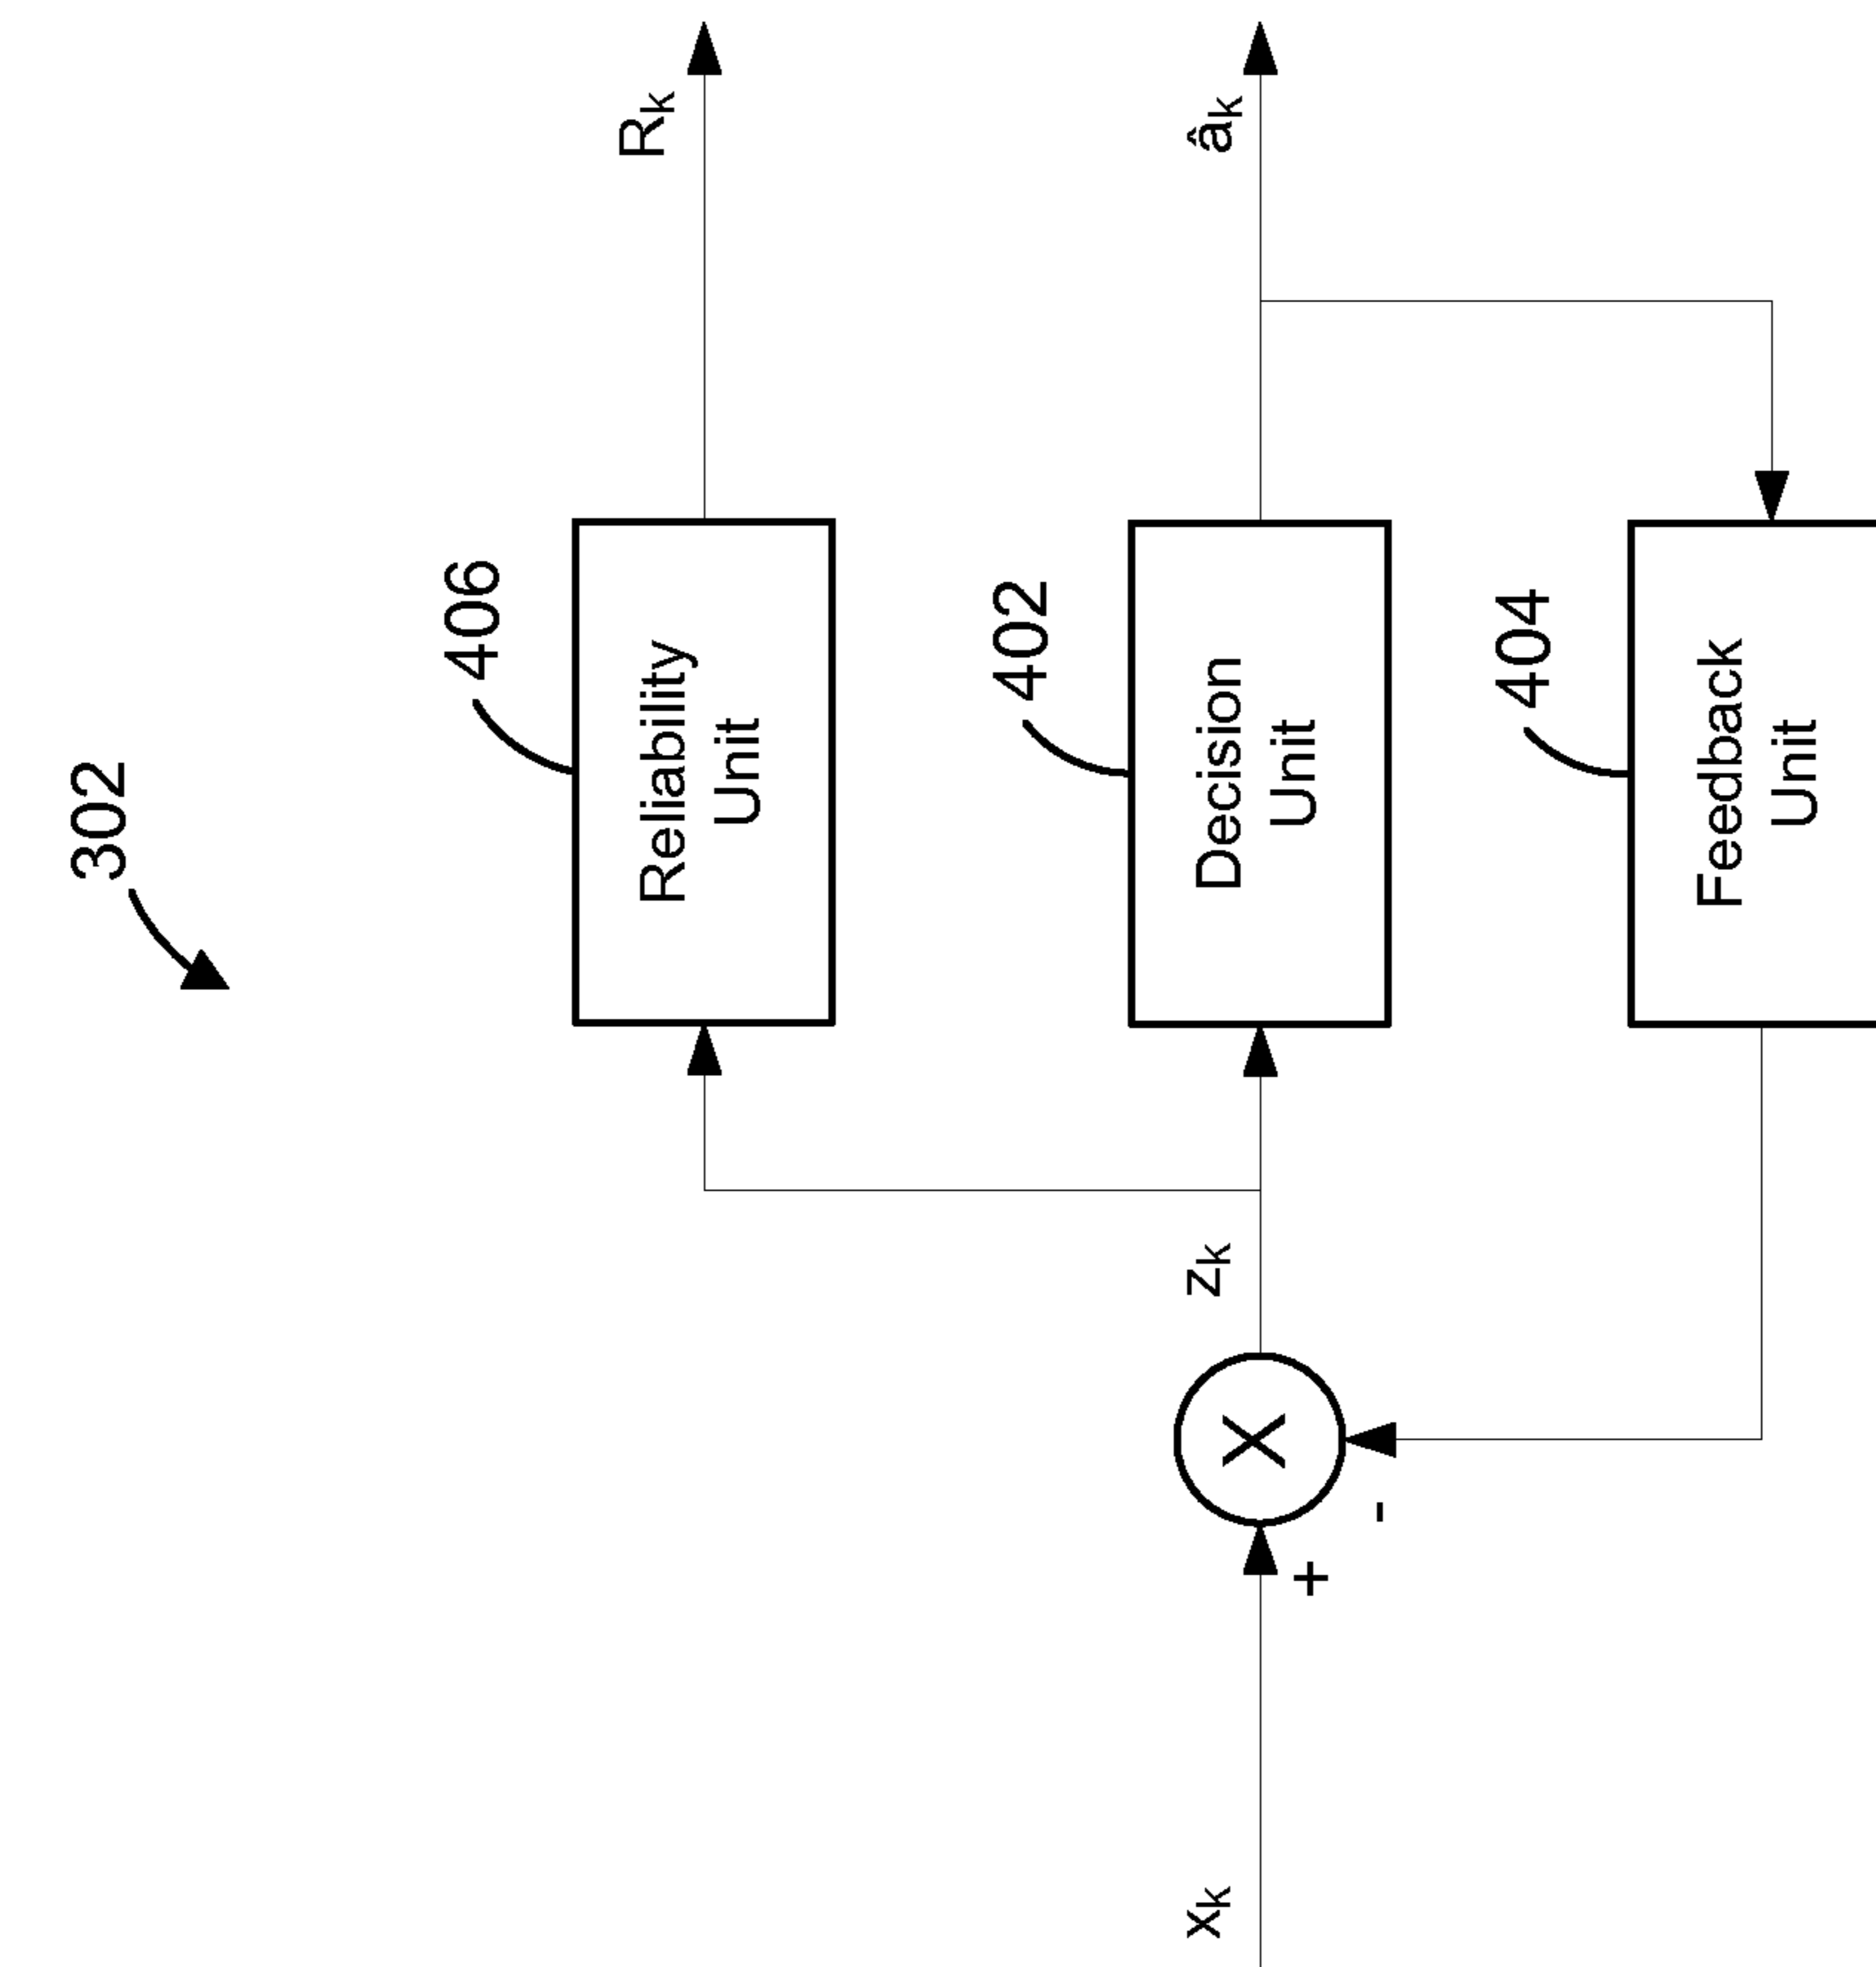 302
406
Reliability
Unit
Rk
402
Decision
Unit
âk
404
Feedback
Unit
zk
X
+
-
xk